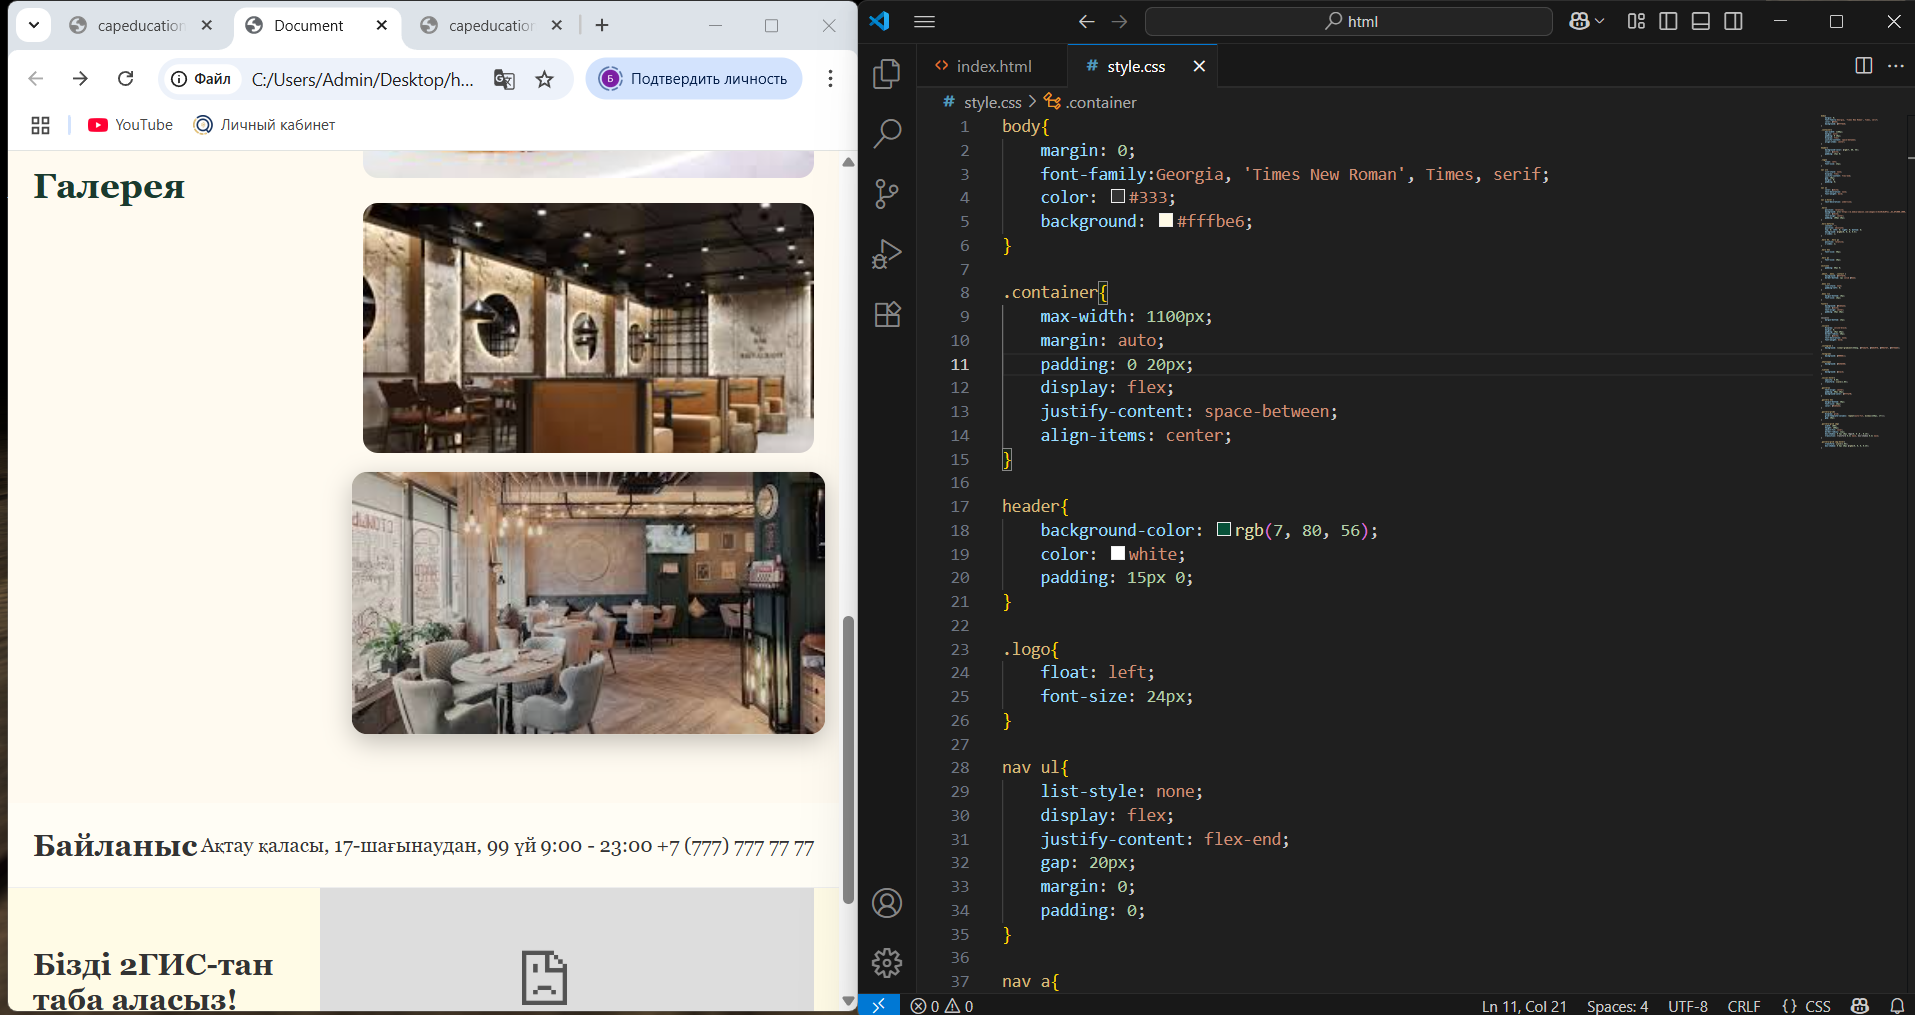 capeducation
Document
capeducation
Файл
C:/Users/Admin/Desktop/h...
Б
Подтвердить личность
YouTube
Личный кабинет
Галерея
Байланыс
Ақтау қаласы, 17-шағынаудан, 99 үй 9:00 - 23:00 +7 (777) 777 77 77
Бізді 2ГИС-тан
таба аласыз!
html
index.html
# style.css
# style.css > .container
1 body{
2 margin: 0;
3 font-family:Georgia, 'Times New Roman', Times, serif;
4 color: #333;
5 background: #fffbe6;
6 }
7
8 .container{
9 max-width: 1100px;
10 margin: auto;
11 padding: 0 20px;
12 display: flex;
13 justify-content: space-between;
14 align-items: center;
15 }
16
17 header{
18 background-color: rgb(7, 80, 56);
19 color: white;
20 padding: 15px 0;
21 }
22
23 .logo{
24 float: left;
25 font-size: 24px;
26 }
27
28 nav ul{
29 list-style: none;
30 display: flex;
31 justify-content: flex-end;
32 gap: 20px;
33 margin: 0;
34 padding: 0;
35 }
36
37 nav a{
0 0
Ln 11, Col 21
Spaces: 4
UTF-8
CRLF
{ } CSS